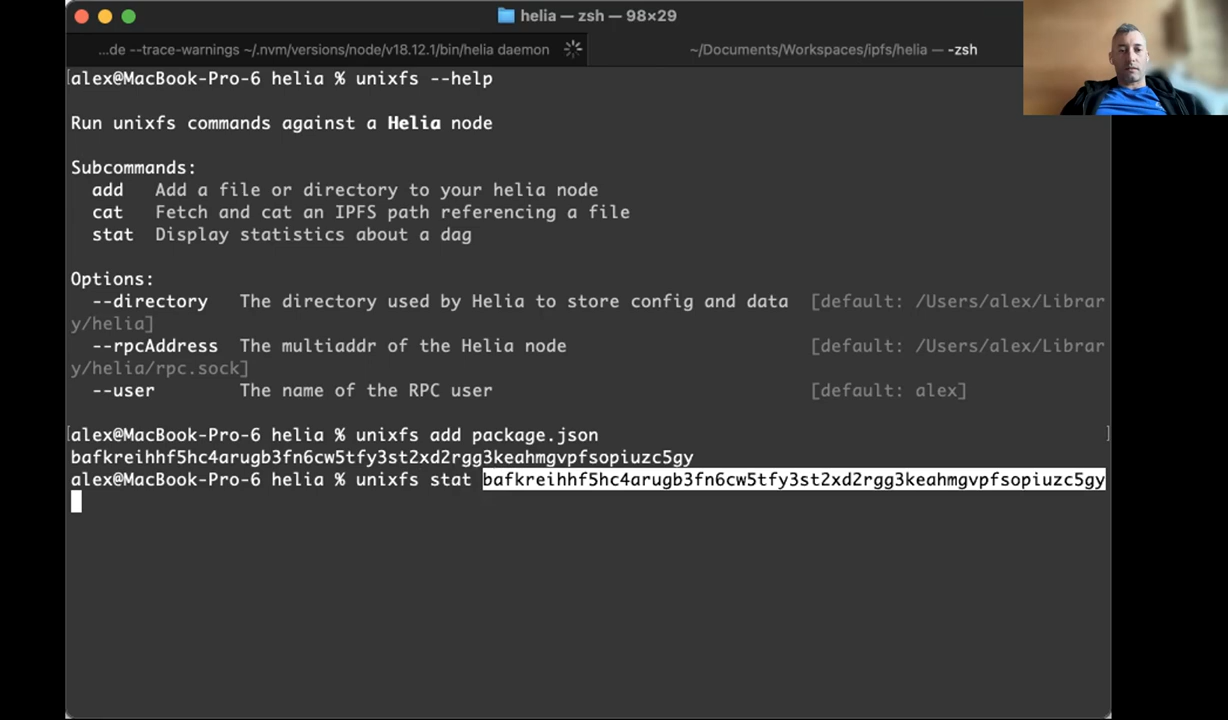 helia — zsh — 98×29
...de --trace-warnings ~/.nvm/versions/node/v18.12.1/bin/helia daemon
~/Documents/Workspaces/ipfs/helia — -zsh
[alex@MacBook-Pro-6 helia % unixfs --help
Run unixfs commands against a Helia node
Subcommands:
add   Add a file or directory to your helia node
cat   Fetch and cat an IPFS path referencing a file
stat  Display statistics about a dag
Options:
--directory   The directory used by Helia to store config and data  [default: /Users/alex/Librar
y/helia]
--rpcAddress  The multiaddr of the Helia node                       [default: /Users/alex/Librar
y/helia/rpc.sock]
--user        The name of the RPC user                              [default: alex]
[alex@MacBook-Pro-6 helia % unixfs add package.json ]
bafkreihhf5hc4arugb3fn6cw5tfy3st2xd2rgg3keahmgvpfsopiuzc5gy
alex@MacBook-Pro-6 helia % unixfs stat bafkreihhf5hc4arugb3fn6cw5tfy3st2xd2rgg3keahmgvpfsopiuzc5gy